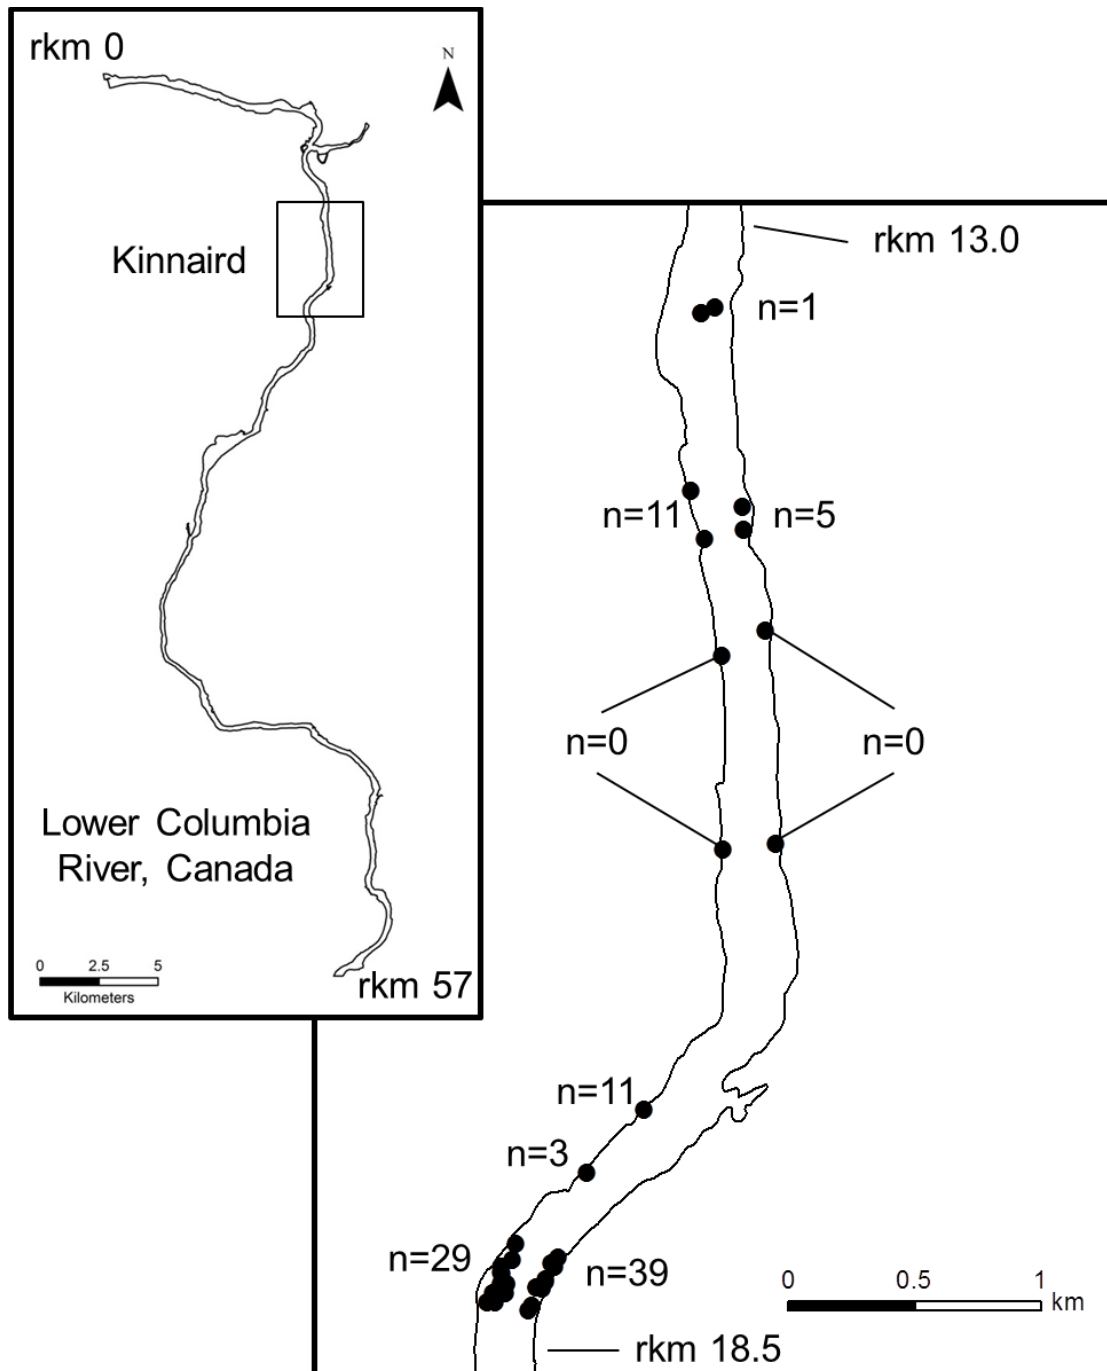 rkm 0
N
Kinnaird
Lower Columbia
River, Canada
0 2.5 5
Kilometers
rkm 57
rkm 13.0
n=1
n=11
n=5
n=0
n=0
n=11
n=3
n=29
n=39
0 0.5 1
km
rkm 18.5